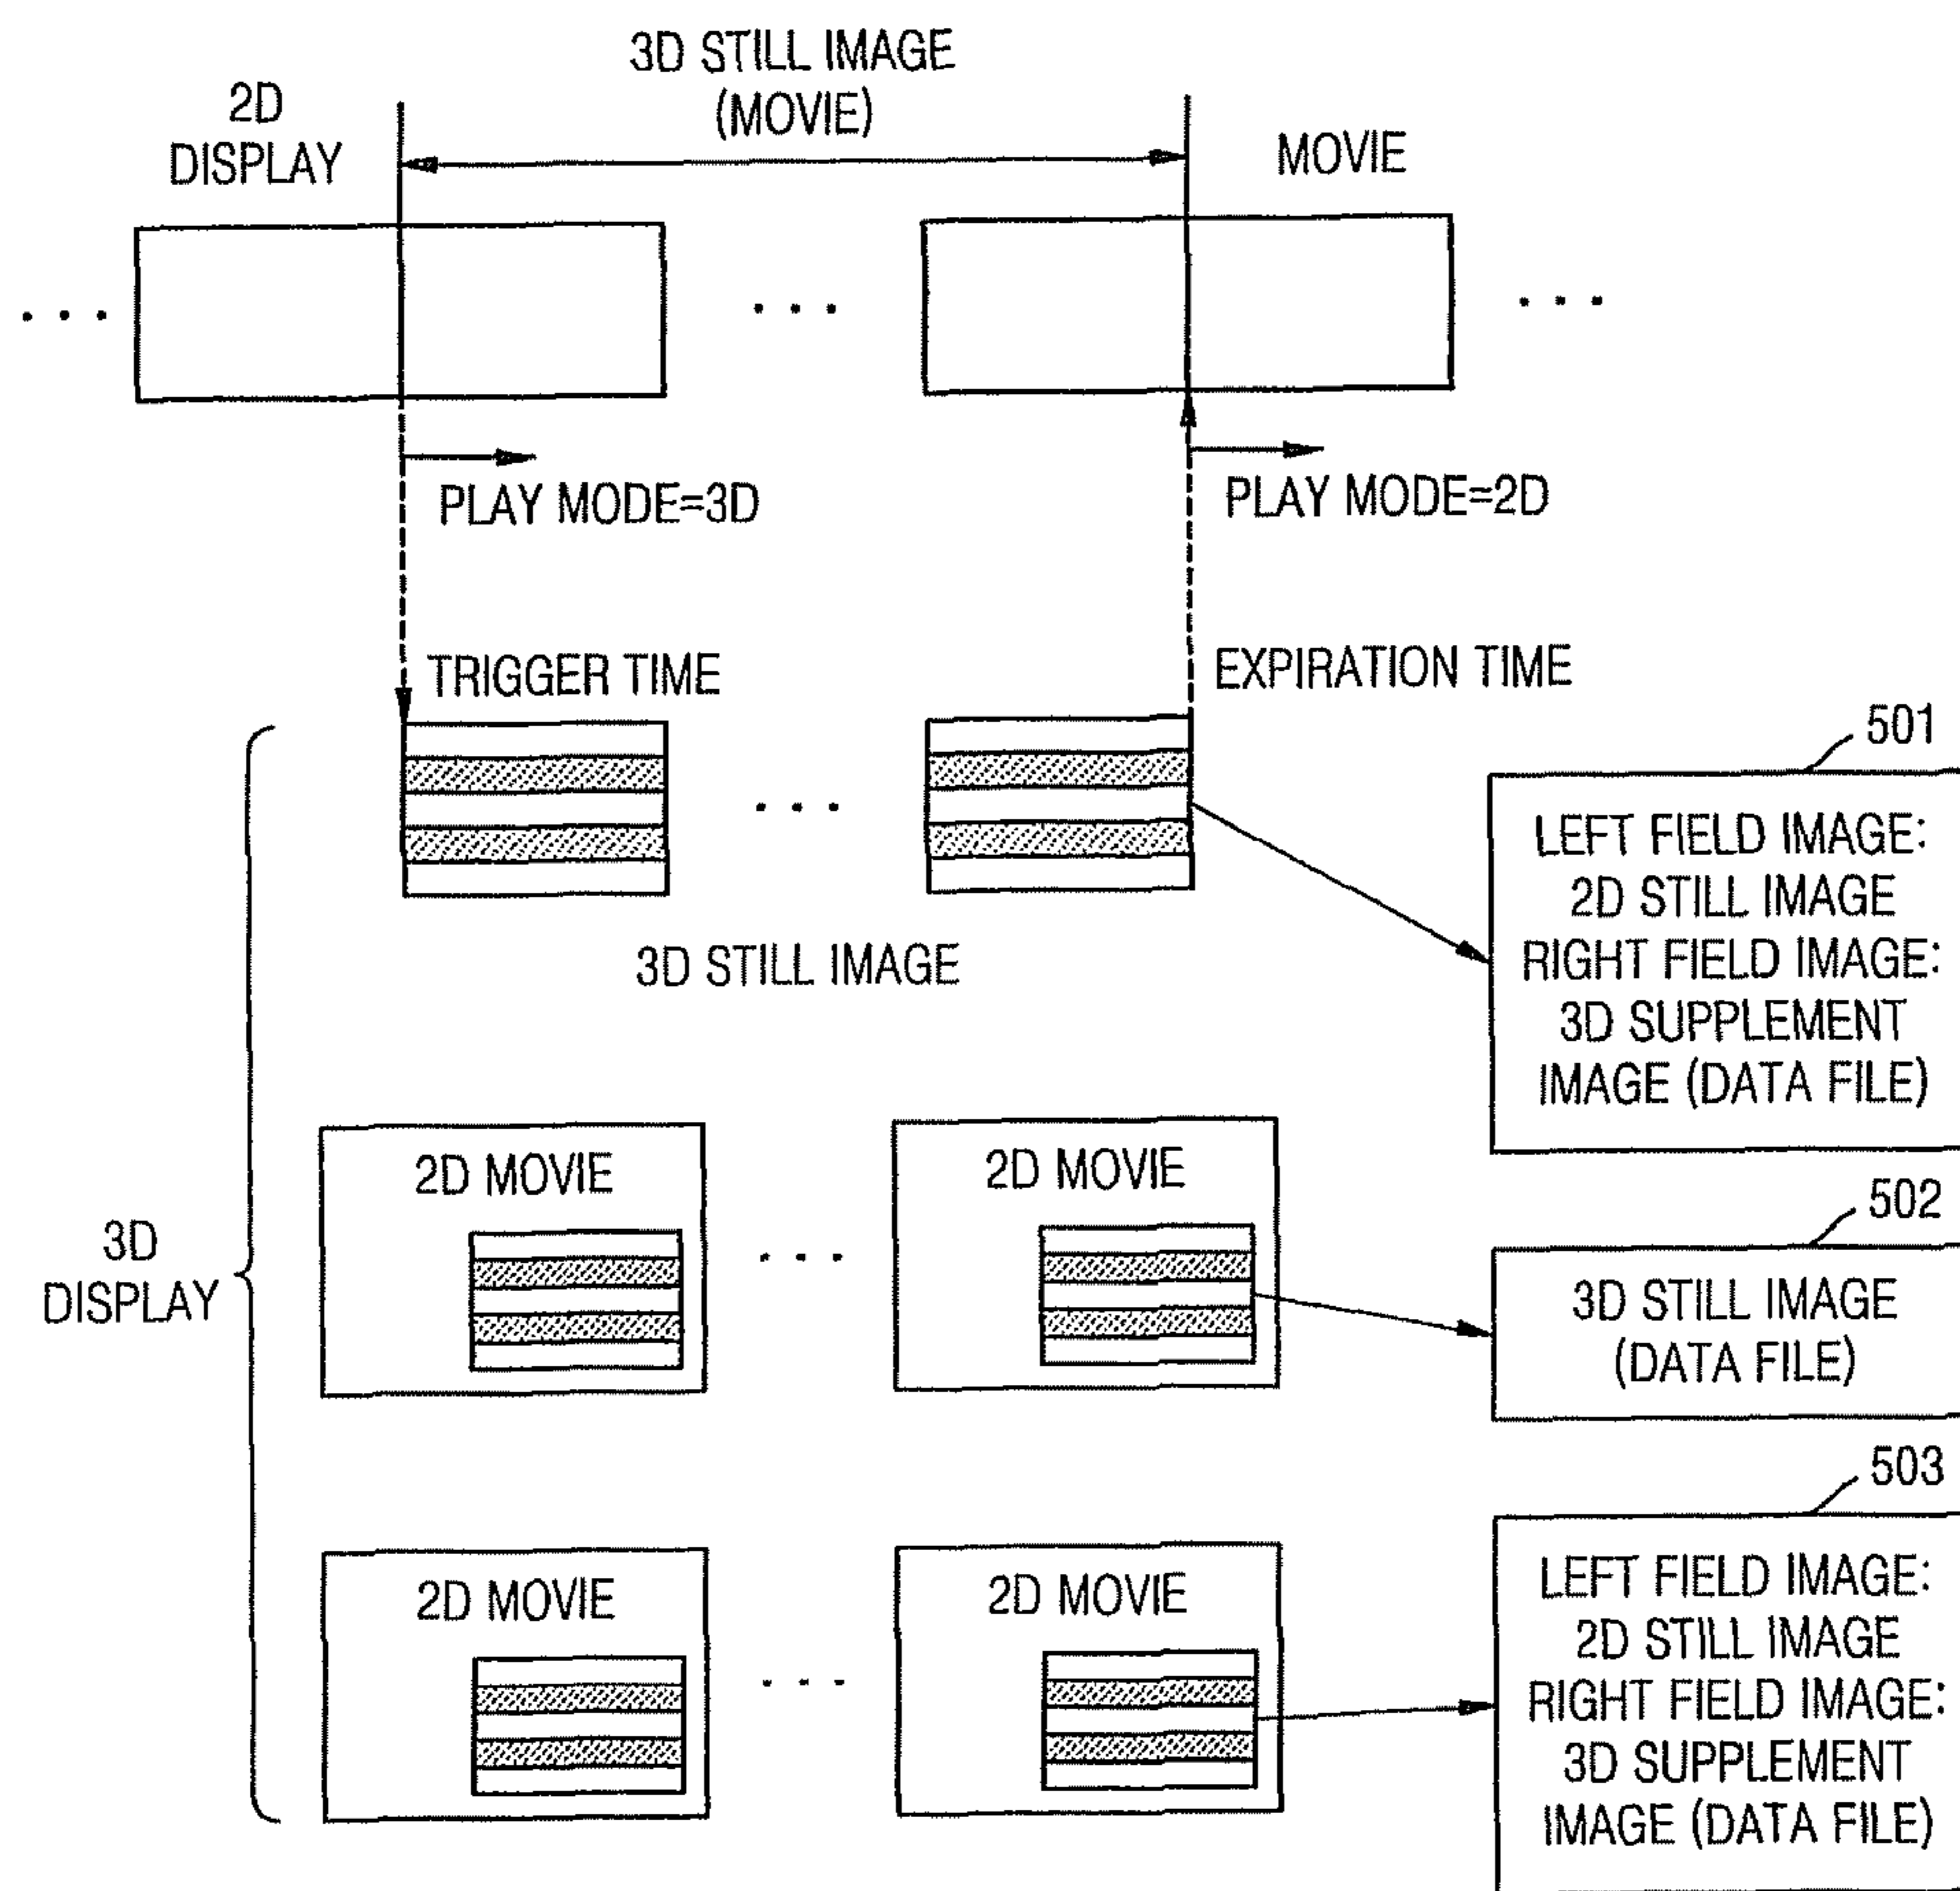 3D STILL IMAGE
(MOVIE)
2D
DISPLAY
MOVIE
PLAY MODE=3D
PLAY MODE=2D
TRIGGER TIME
EXPIRATION TIME
501
LEFT FIELD IMAGE:
2D STILL IMAGE
RIGHT FIELD IMAGE:
3D SUPPLEMENT
IMAGE (DATA FILE)
3D STILL IMAGE
3D
DISPLAY
2D MOVIE
2D MOVIE
502
3D STILL IMAGE
(DATA FILE)
2D MOVIE
2D MOVIE
503
LEFT FIELD IMAGE:
2D STILL IMAGE
RIGHT FIELD IMAGE:
3D SUPPLEMENT
IMAGE (DATA FILE)